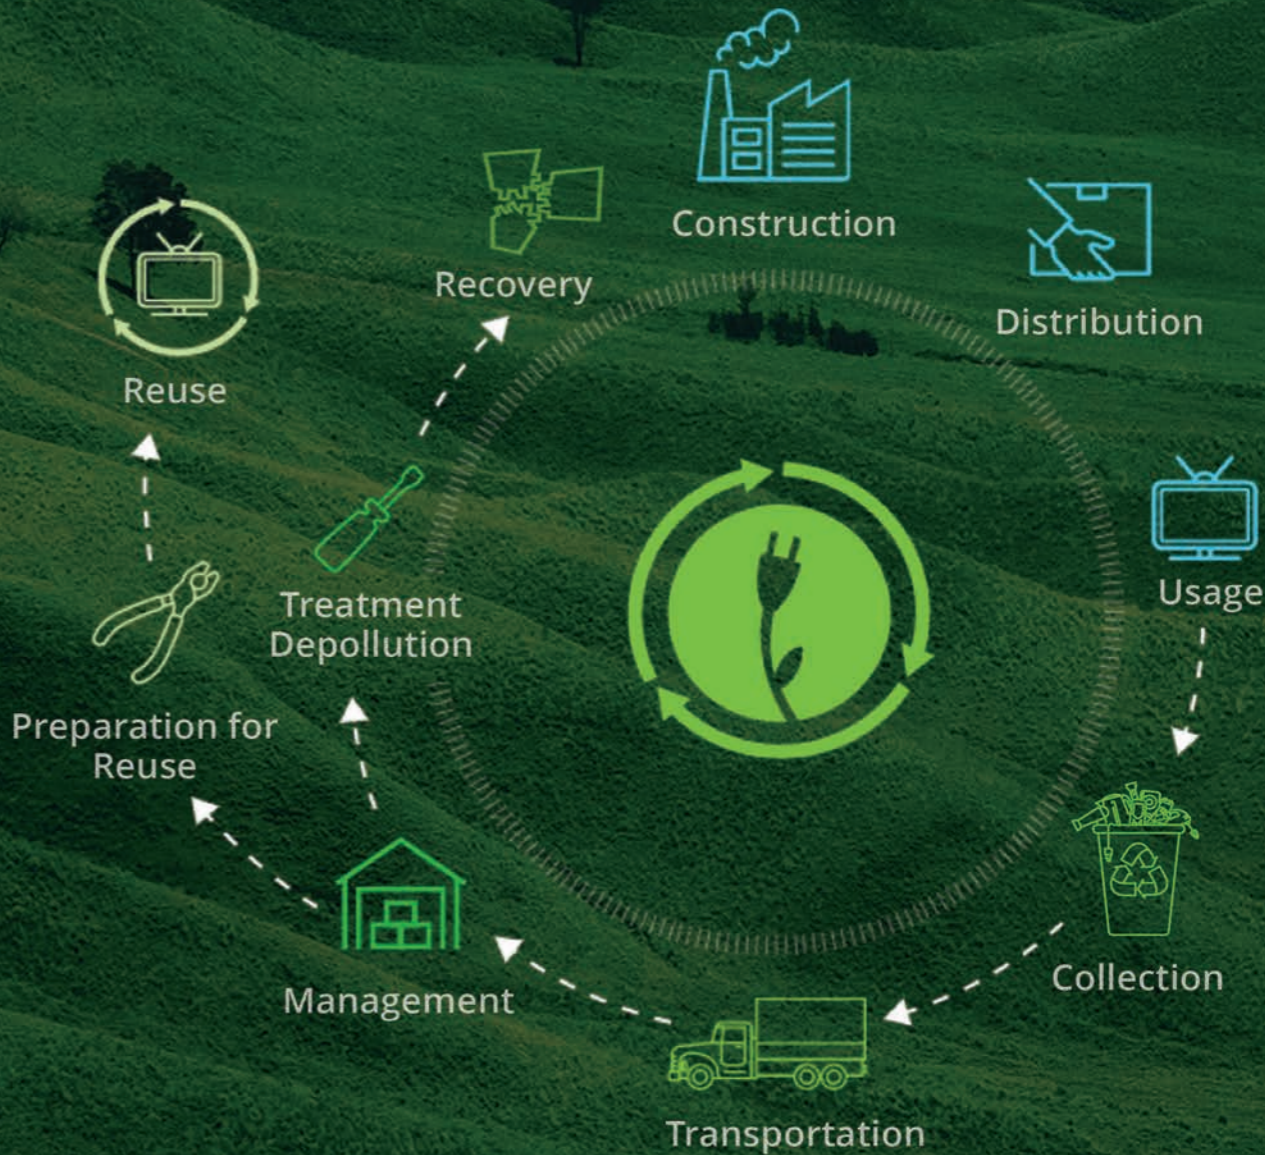 Construction
Distribution
Usage
Collection
Transportation
Management
Treatment
Depollution
Recovery
Preparation for
Reuse
Reuse